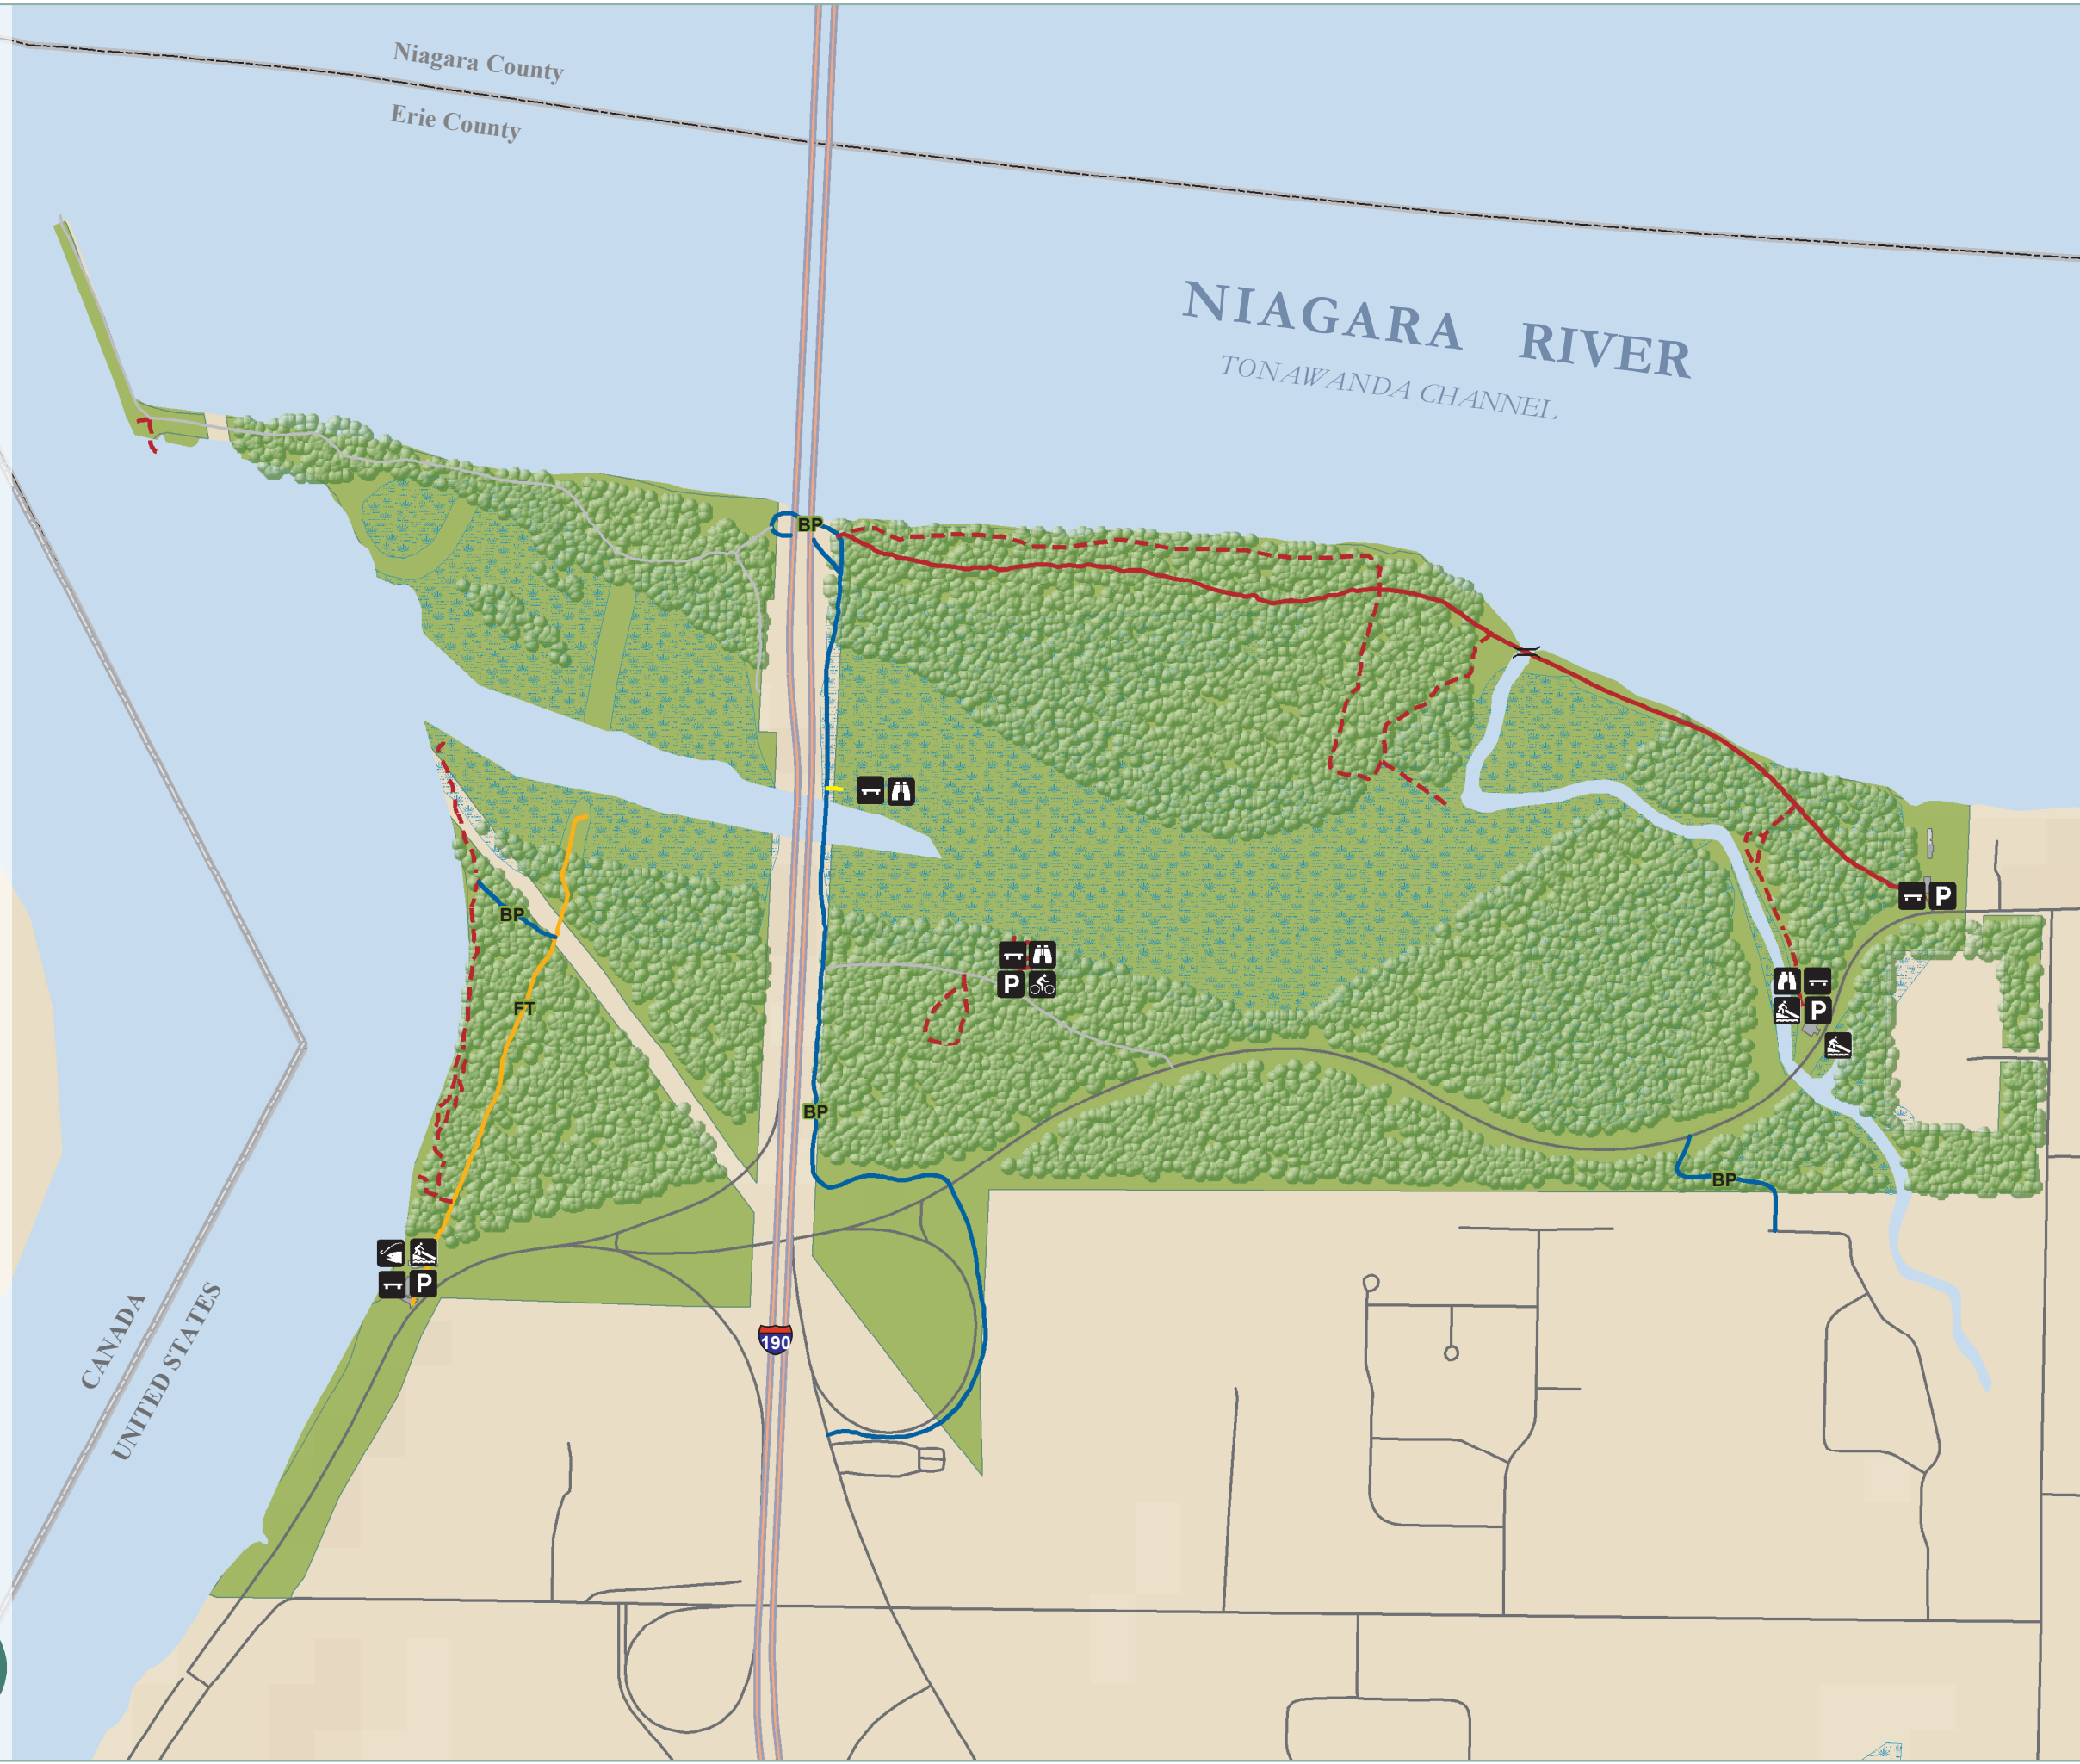 Niagara County
Erie County
NIAGARA RIVER
TONAWANDA CHANNEL
BP
BP
FT
P
P
P
BP
BP
P
CANADA
UNITED STATES
190